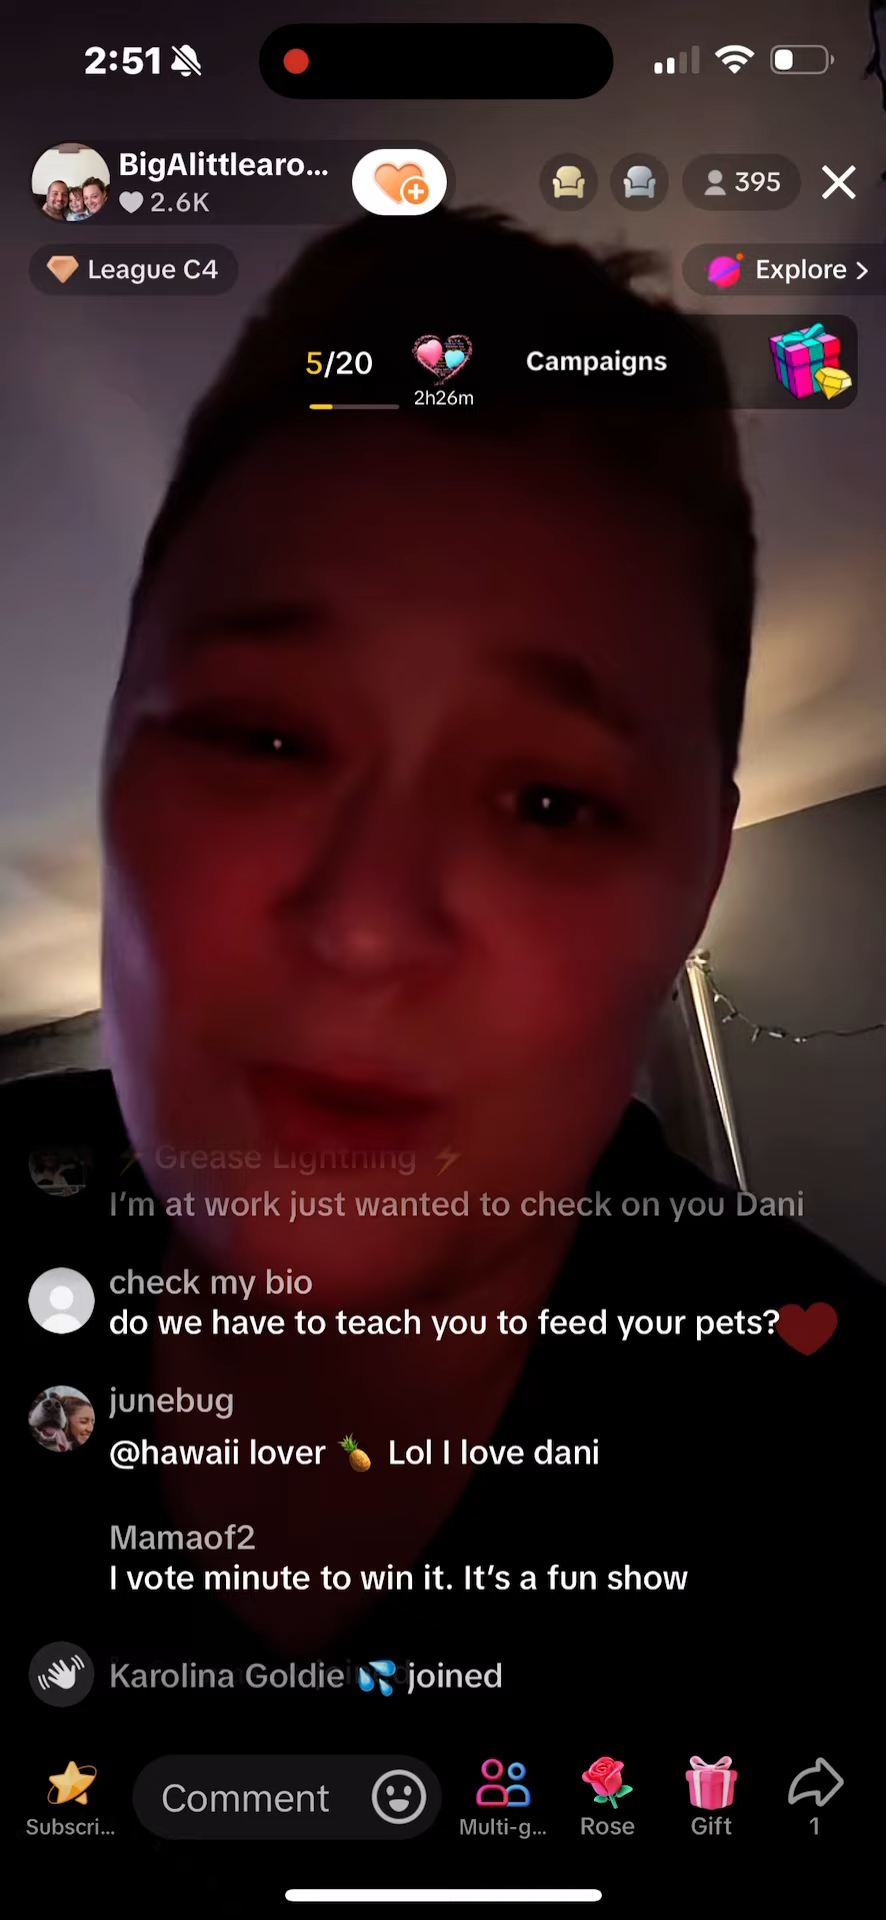 2:51
BigAlittlearo...
2.6K
395
League C4
Explore >
5/20
2h26m
Campaigns
⚡ Grease Lightning ⚡
I'm at work just wanted to check on you Dani
check my bio
do we have to teach you to feed your pets?
junebug
@hawaii lover 🍍 Lol I love dani
Mamaof2
I vote minute to win it. It's a fun show
Karolina Goldie 💦 joined
Comment
Subscri...
Multi-g...
Rose
Gift
1